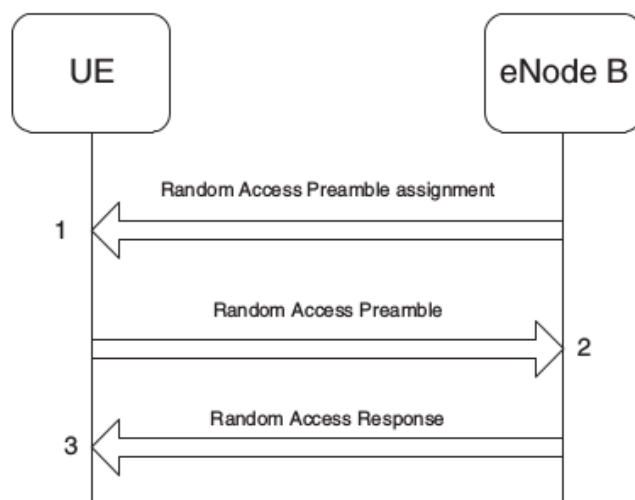 UE
eNode B
Random Access Preamble assignment
1
Random Access Preamble
2
Random Access Response
3